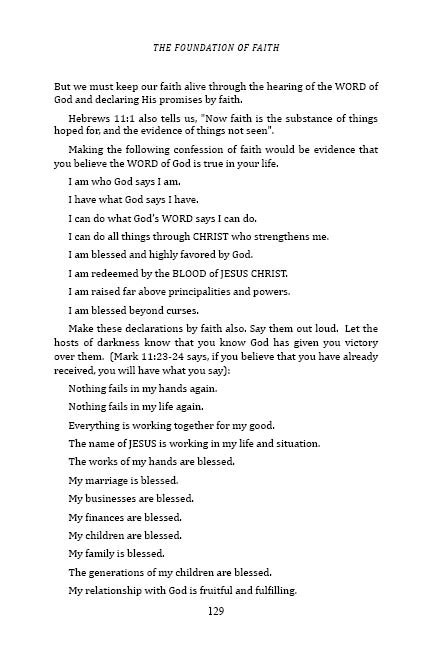 THE FOUNDATION OF FAITH
But we must keep our faith alive through the hearing of the WORD of
God and declaring His promises by faith.
Hebrews 11:1 also tells us, "Now faith is the substance of things
hoped for, and the evidence of things not seen".
Making the following confession of faith would be evidence that
you believe the WORD of God is true in your life.
I am who God says I am.
I have what God says I have.
I can do what God's WORD says I can do.
I can do all things through CHRIST who strengthens me.
I am blessed and highly favored by God.
I am redeemed by the BLOOD of JESUS CHRIST.
I am raised far above principalities and powers.
I am blessed beyond curses.
Make these declarations by faith also. Say them out loud. Let the
hosts of darkness know that you know God has given you victory
over them. (Mark 11:23-24 says, if you believe that you have already
received, you will have what you say):
Nothing fails in my hands again.
Nothing fails in my life again.
Everything is working together for my good.
The name of JESUS is working in my life and situation.
The works of my hands are blessed.
My marriage is blessed.
My businesses are blessed.
My finances are blessed.
My children are blessed.
My family is blessed.
The generations of my children are blessed.
My relationship with God is fruitful and fulfilling.
129